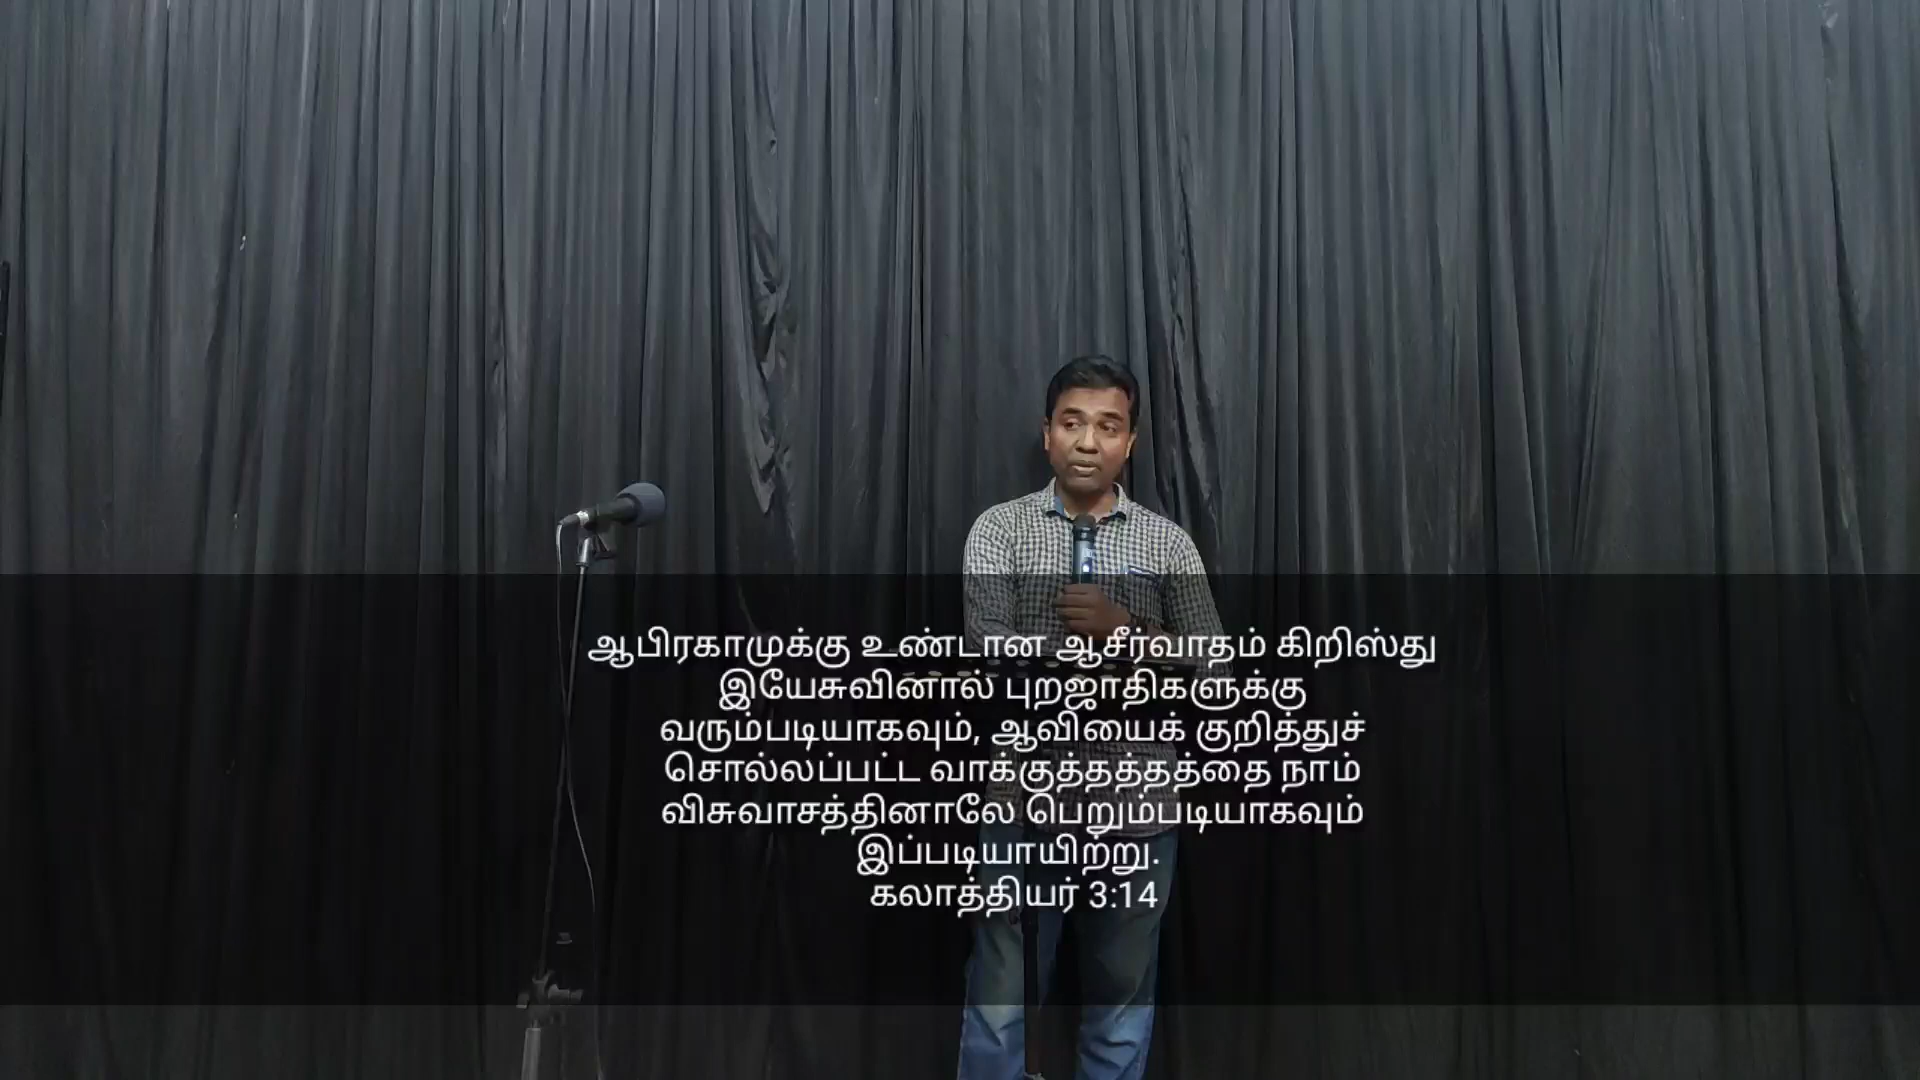 ஆபிரகாமுக்கு உண்டான ஆசீர்வாதம் கிறிஸ்து
இயேசுவினால் புறஜாதிகளுக்கு
வரும்படியாகவும், ஆவியைக் குறித்துச்
சொல்லப்பட்ட வாக்குத்தத்தத்தை நாம்
விசுவாசத்தினாலே பெறும்படியாகவும்
இப்படியாயிற்று.
கலாத்தியர் 3:14